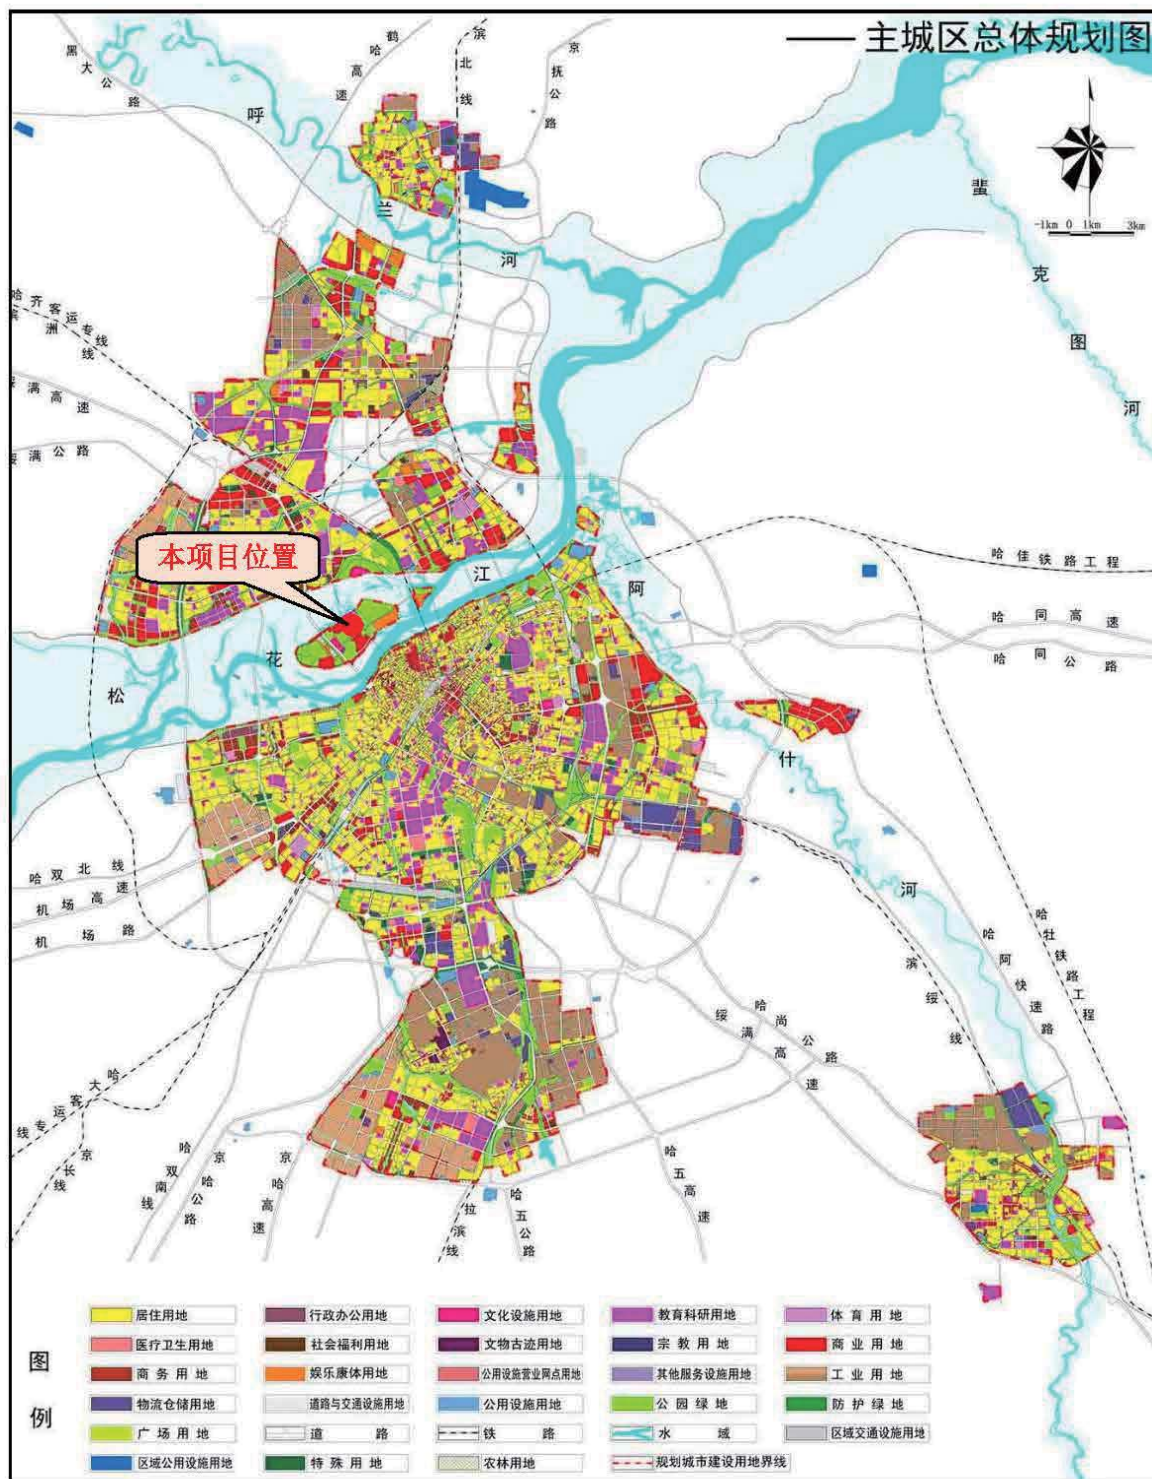 主城区总体规划图
鹤哈高速
滨北线
京抚公路
黑大公路
呼兰河
蜚克图河
-1km 0 1km 3km
哈齐客运专线
滨洲线
绥满高速
绥满公路
本项目位置
松花江
阿什河
哈佳铁路工程
哈同高速
哈同公路
哈双北线
机场高速
机场路
哈牡铁路工程
哈阿快速路
滨绥线
哈尚公路
绥满高速
哈大客运专线
京长线
哈双南线
京哈公路
京哈高速
拉滨线
哈五公路
哈五高速
图例
居住用地 行政办公用地 文化设施用地 教育科研用地 体育用地
医疗卫生用地 社会福利用地 文物古迹用地 宗教用地 商业用地
商务用地 娱乐康体用地 公用设施营业网点用地 其他服务设施用地 工业用地
物流仓储用地 道路与交通设施用地 公用设施用地 公园绿地 防护绿地
广场用地 道路 铁路 水域 区域交通设施用地
区域公用设施用地 特殊用地 农林用地 规划城市建设用地界线